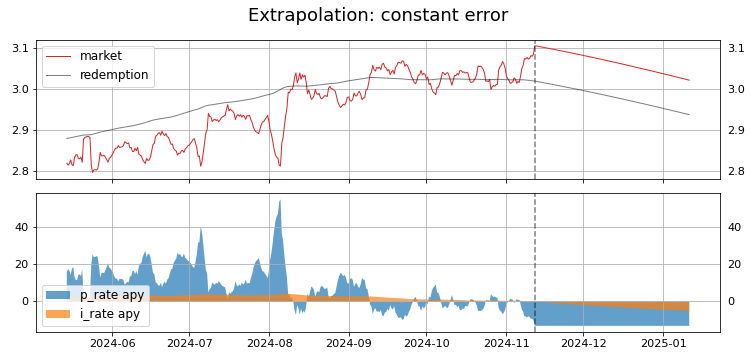 Extrapolation: constant error
3.1
3.0
2.9
2.8
market
redemption
3.1
3.0
2.9
2.8
40
20
0
p_rate apy
i_rate apy
40
20
0
2024-06 2024-07 2024-08 2024-09 2024-10 2024-11 2024-12 2025-01